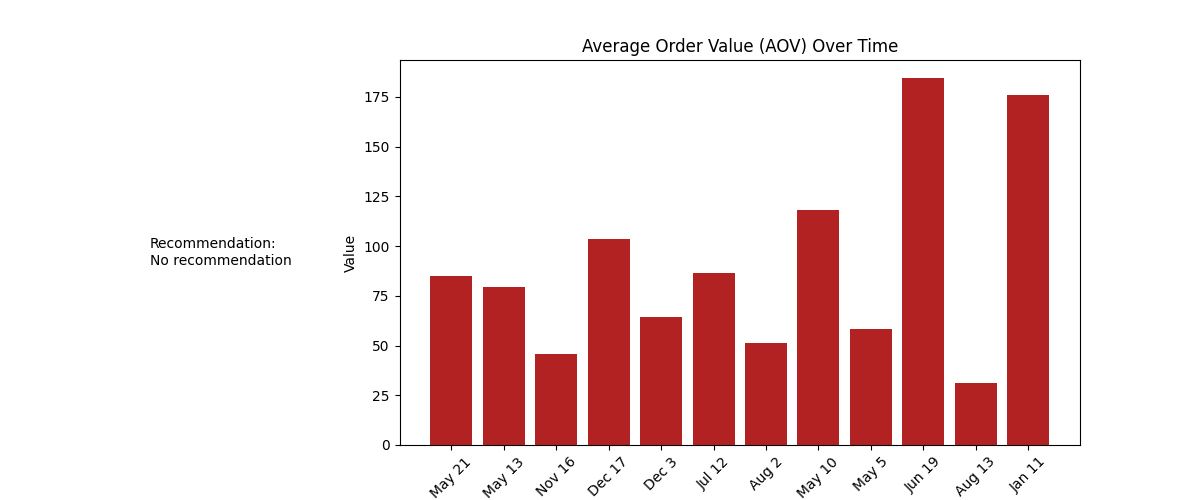 Average Order Value (AOV) Over Time
Recommendation:
No recommendation
Value
175
150
125
100
75
50
25
0
May 21
May 13
Nov 16
Dec 17
Dec 3
Jul 12
Aug 2
May 10
May 5
Jun 19
Aug 13
Jan 11